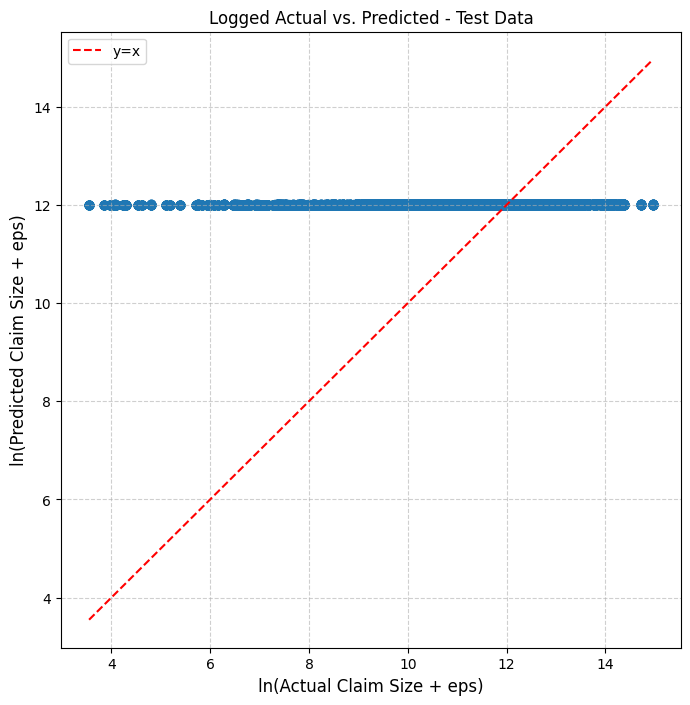 Logged Actual vs. Predicted - Test Data
y=x
ln(Predicted Claim Size + eps)
14
12
10
8
6
4
4 6 8 10 12 14
ln(Actual Claim Size + eps)